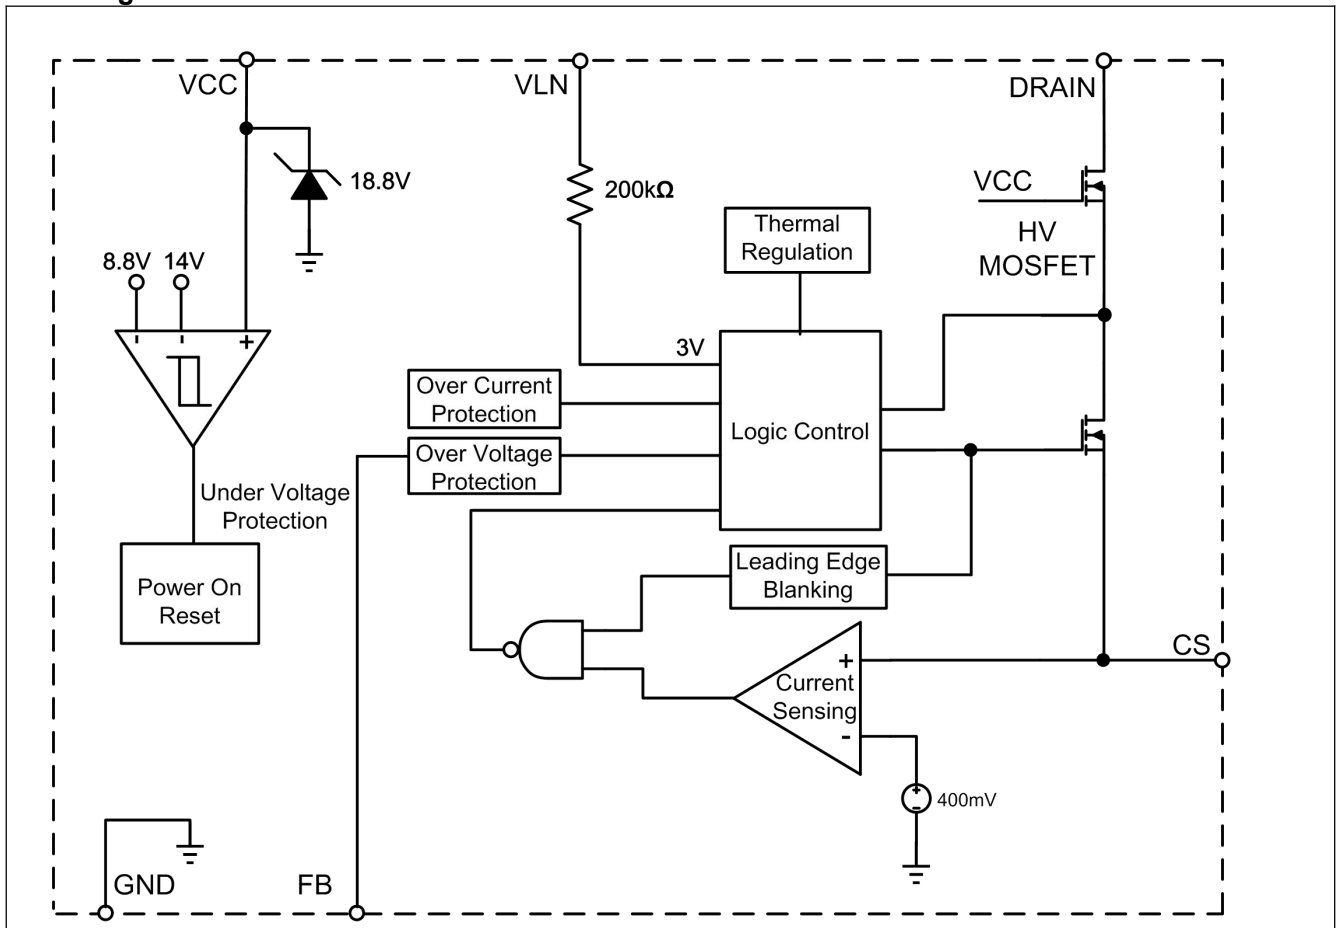 VCC
VLN
DRAIN
18.8V
200kΩ
VCC
HV
MOSFET
Thermal
Regulation
8.8V 14V
- - +
3V
Over Current
Protection
Logic Control
Over Voltage
Protection
Under Voltage
Protection
Leading Edge
Blanking
Power On
Reset
CS
+
Current
Sensing
-
+
-
400mV
GND
FB